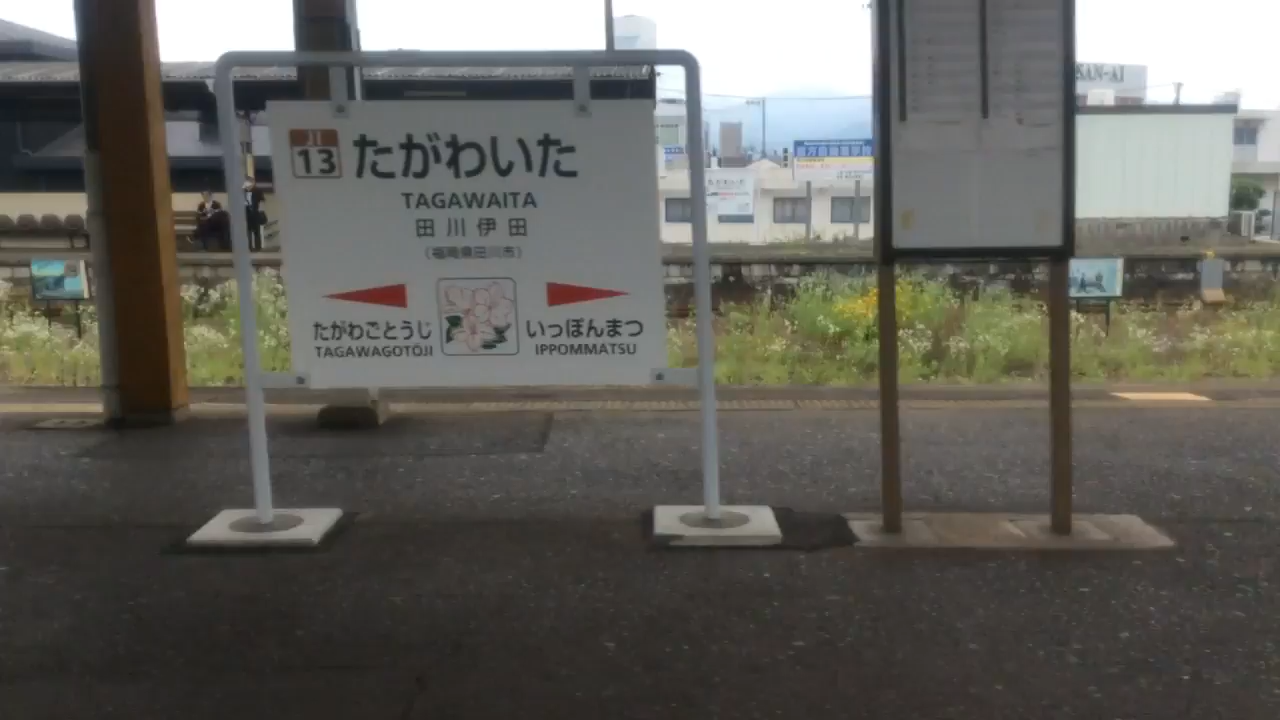 JI
13
たがわいた
TAGAWAITA
田川伊田
(福岡県田川市)
たがわごとうじ
TAGAWAGOTŌJI
いっぽんまつ
IPPOMMATSU
SAN-AI